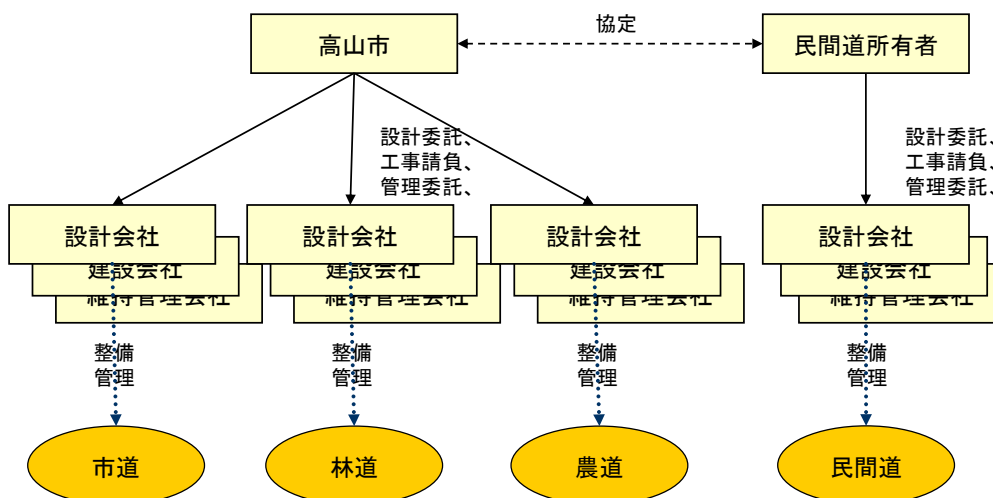 高山市
協定
民間道所有者
設計委託、
工事請負、
管理委託、
設計委託、
工事請負、
管理委託、
設計会社
設計会社
設計会社
設計会社
建設会社
建設会社
建設会社
建設会社
維持管理会社
維持管理会社
維持管理会社
維持管理会社
整備
管理
整備
管理
整備
管理
整備
管理
市道
林道
農道
民間道